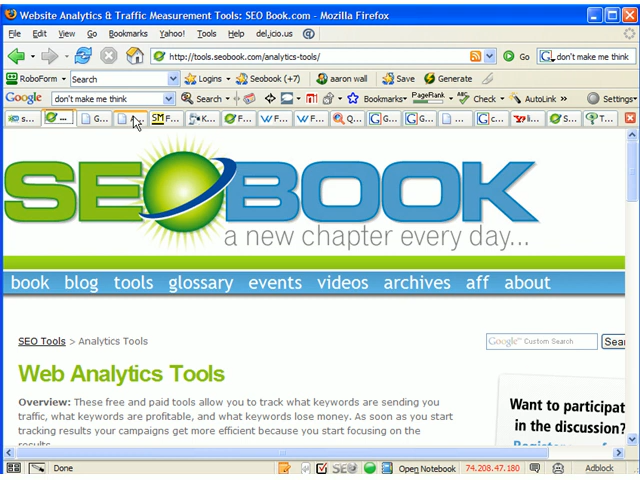 Website Analytics & Traffic Measurement Tools: SEO Book.com - Mozilla Firefox
File Edit View Go Bookmarks Yahoo! Tools Help del.icio.us
http://tools.seobook.com/analytics-tools/ Go don't make me think
RoboForm Search Logins Seobook (+7) aaron wall Save Generate
Google don't make me think Search Bookmarks PageRank Check AutoLink » Settings
s... ... G... SM F... K... F... W F... W F... Q... G... G... ... C... Y! li... S... T...
SEOBOOK
a new chapter every day...
book blog tools glossary events videos archives aff about
SEO Tools > Analytics Tools
Google™ Custom Search Sear
Web Analytics Tools
Overview: These free and paid tools allow you to track what keywords are sending you
traffic, what keywords are profitable, and what keywords lose money. As soon as you start
tracking results your campaigns get more efficient because you start focusing on the
results.
Want to participat
in the discussion?
Done SEO Open Notebook 74.208.47.180 Adblock